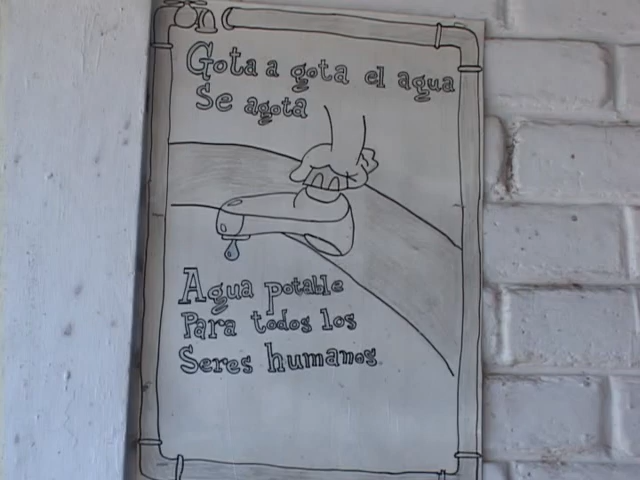 Gota a gota el agua
Se agota
Agua potable
Para todos los
Seres humanos.